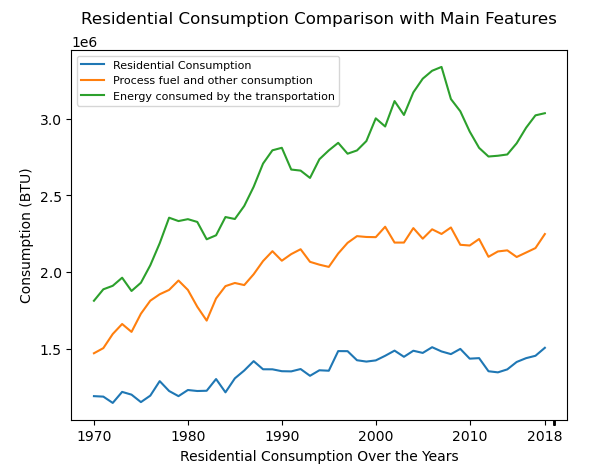 Residential Consumption Comparison with Main Features
1e6
Residential Consumption
Process fuel and other consumption
Energy consumed by the transportation
3.0
2.5
2.0
1.5
Consumption (BTU)
1970 1980 1990 2000 2010 2018
Residential Consumption Over the Years